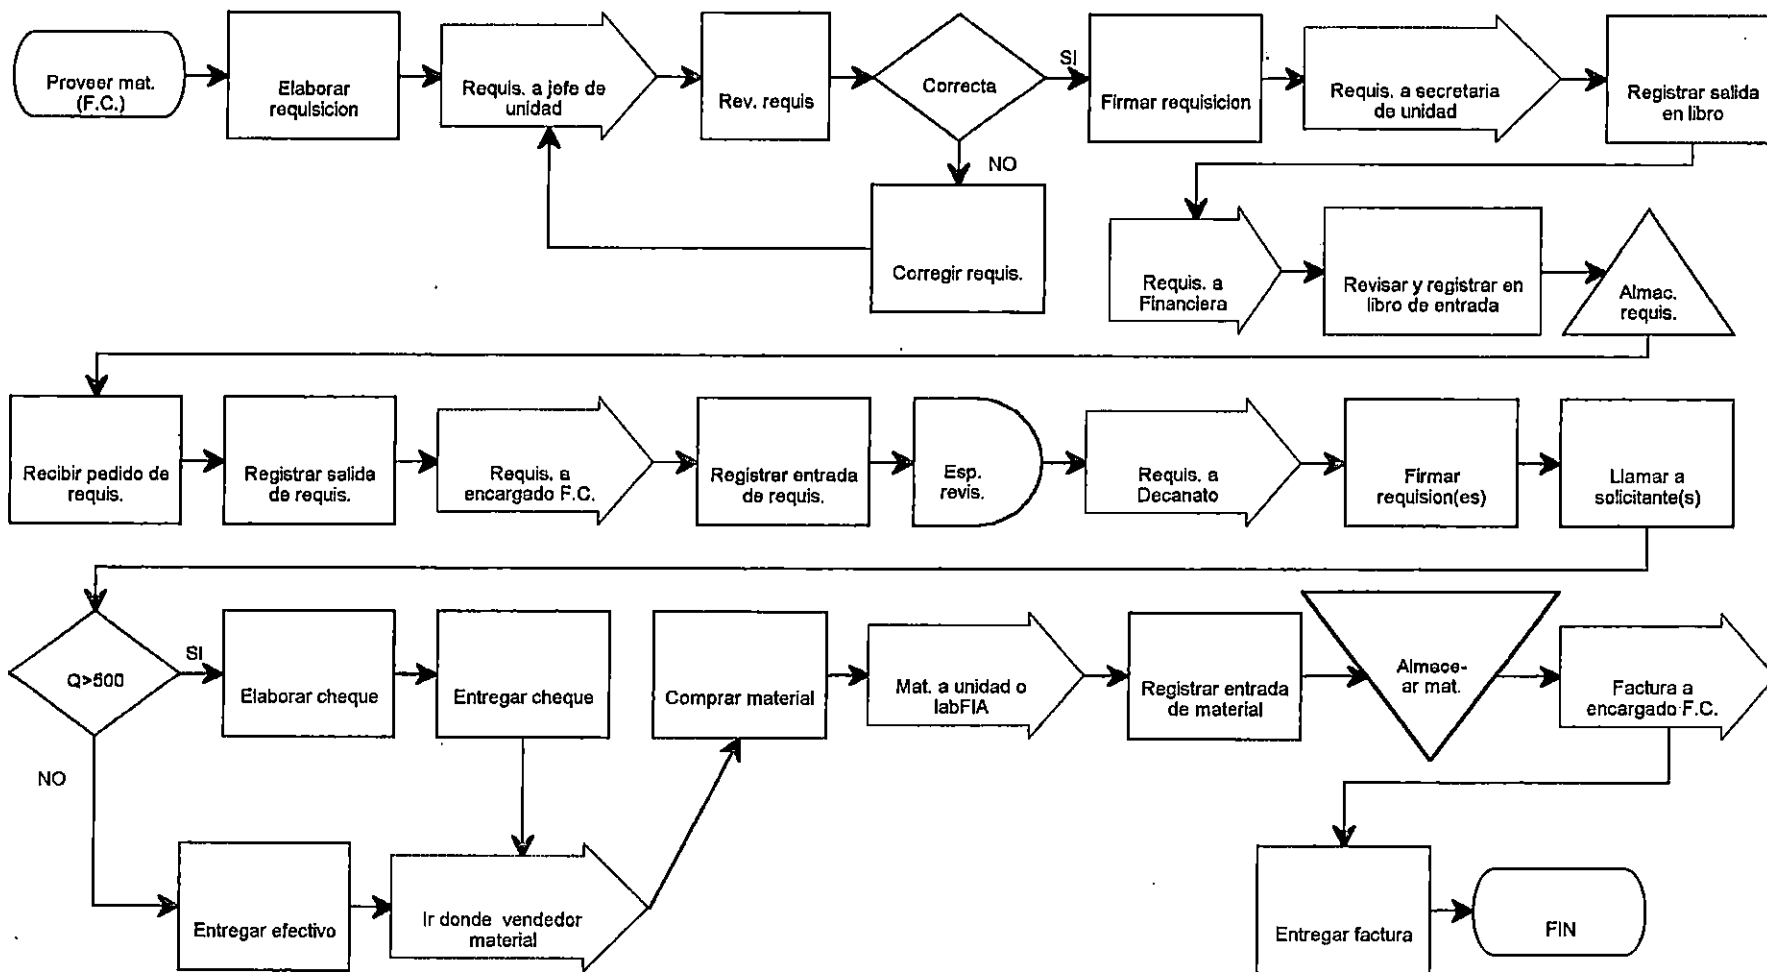 Proveer mat.
(F.C.)
Elaborar
requsicion
Requis. a jefe de
unidad
Rev. requis
Correcta
SI
Firmar requisicion
Requis. a secretaria
de unidad
Registrar salida
en libro
NO
Corregir requis.
Requis. a
Financiera
Revisar y registrar en
libro de entrada
Almac.
requis.
Recibir pedido de
requis.
Registrar salida
de requis.
Requis. a
encargado F.C.
Registrar entrada
de requis.
Esp.
revis.
Requis. a
Decanato
Firmar
requision(es)
Llamar a
solicitante(s)
Q>500
SI
Elaborar cheque
Entregar cheque
Comprar material
Mat. a unidad o
labFIA
Registrar entrada
de material
Almace-
ar mat.
Factura a
encargado F.C.
NO
Entregar efectivo
Ir donde vendedor
material
Entregar factura
FIN